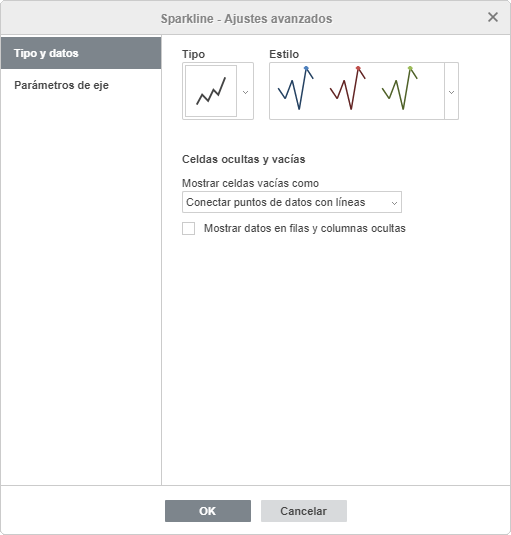 Sparkline - Ajustes avanzados
Tipo y datos
Parámetros de eje
Tipo
Estilo
Celdas ocultas y vacías
Mostrar celdas vacías como
Conectar puntos de datos con líneas
Mostrar datos en filas y columnas ocultas
OK
Cancelar